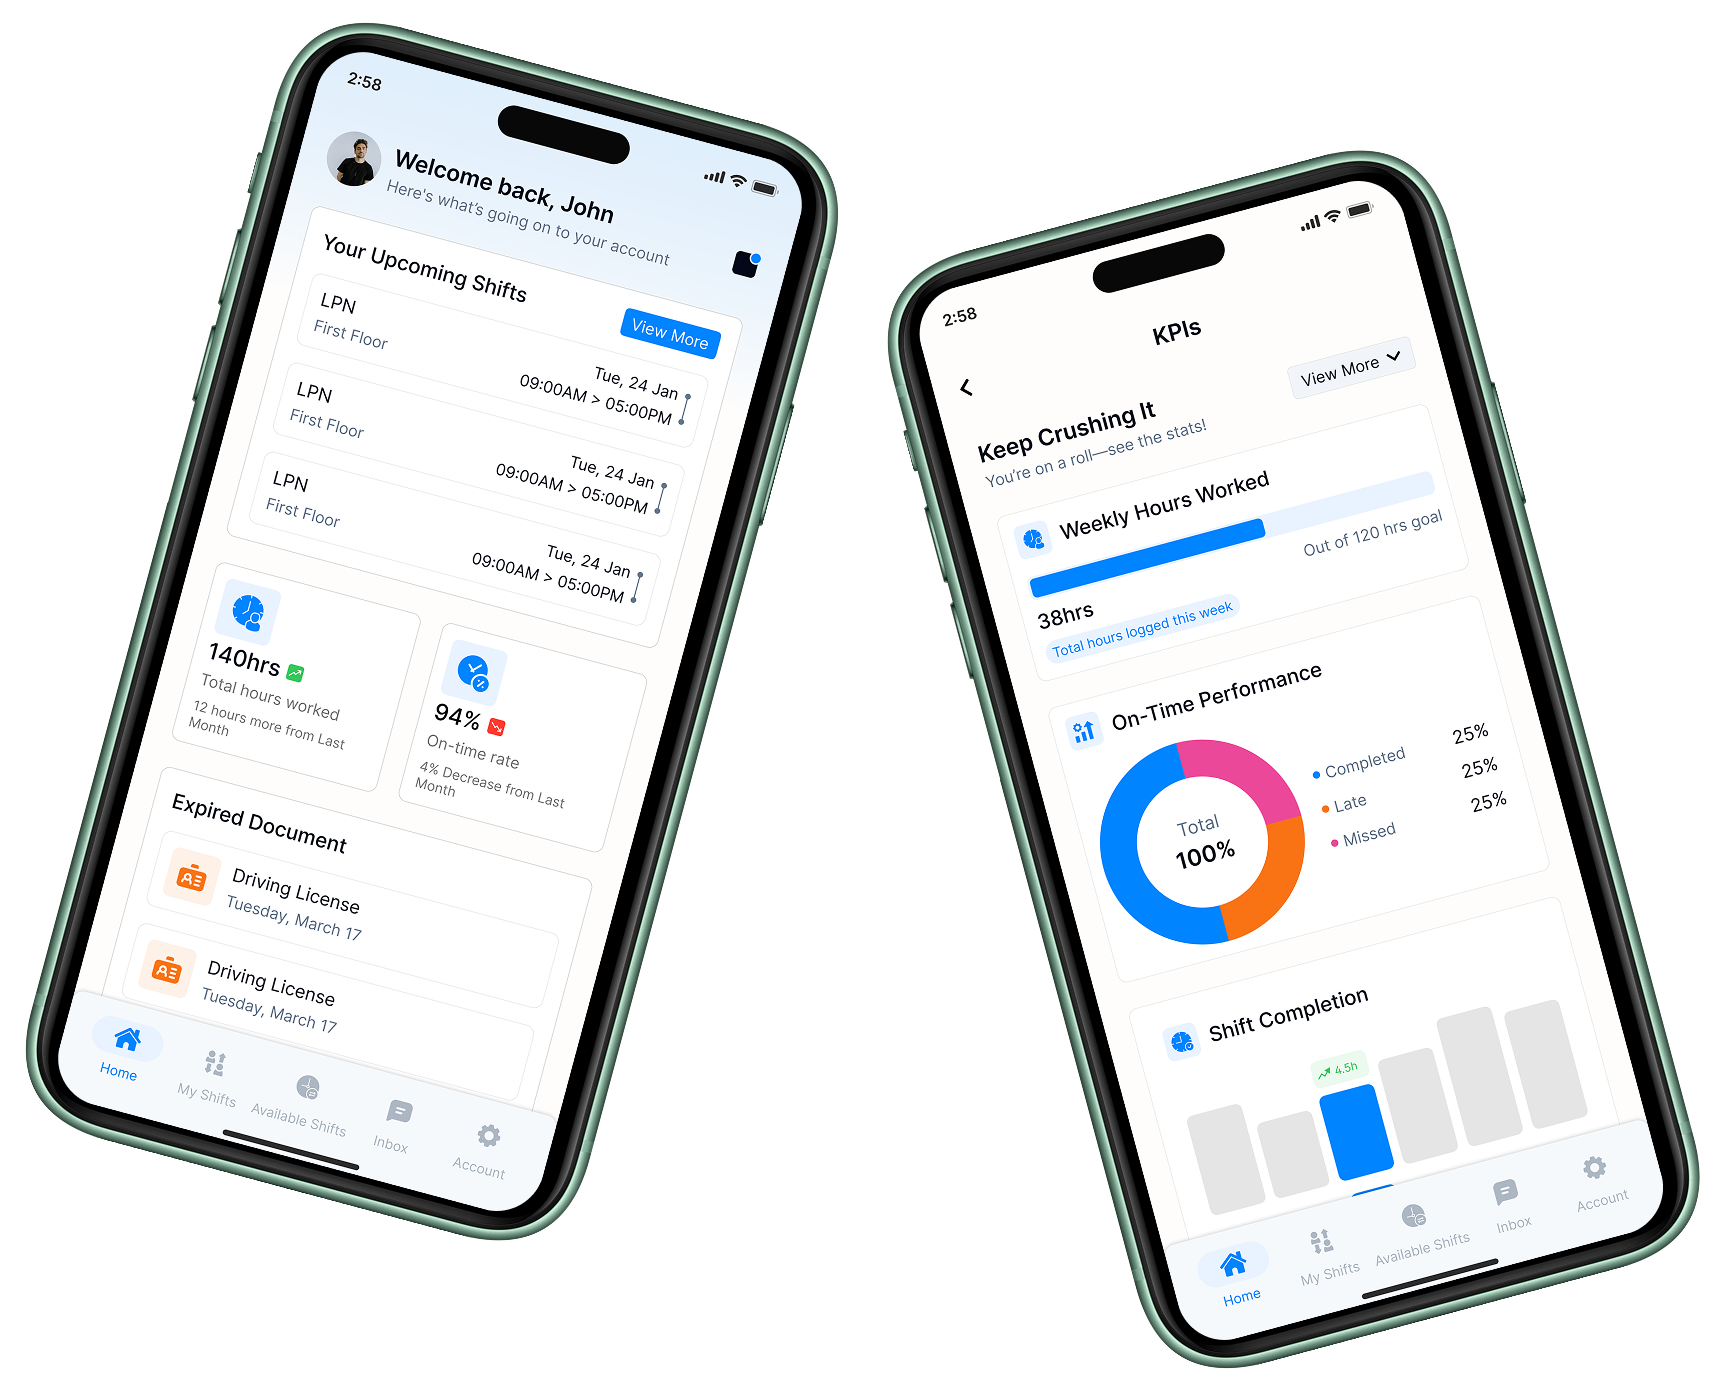 2:58
Welcome back, John
Here's what's going on to your account
Your Upcoming Shifts
View More
LPN
First Floor
Tue, 24 Jan
09:00AM > 05:00PM
LPN
First Floor
Tue, 24 Jan
09:00AM > 05:00PM
LPN
First Floor
Tue, 24 Jan
09:00AM > 05:00PM
140hrs
Total hours worked
12 hours more from Last
Month
94%
On-time rate
4% Decrease from Last
Month
Expired Document
Driving License
Tuesday, March 17
Driving License
Tuesday, March 17
Home
My Shifts
Available Shifts
Inbox
Account
2:58
KPIs
View More
Keep Crushing It
You're on a roll—see the stats!
Weekly Hours Worked
Out of 120 hrs goal
38hrs
Total hours logged this week
On-Time Performance
Total
100%
Completed 25%
Late 25%
Missed 25%
Shift Completion
4.5h
Home
My Shifts
Available Shifts
Inbox
Account